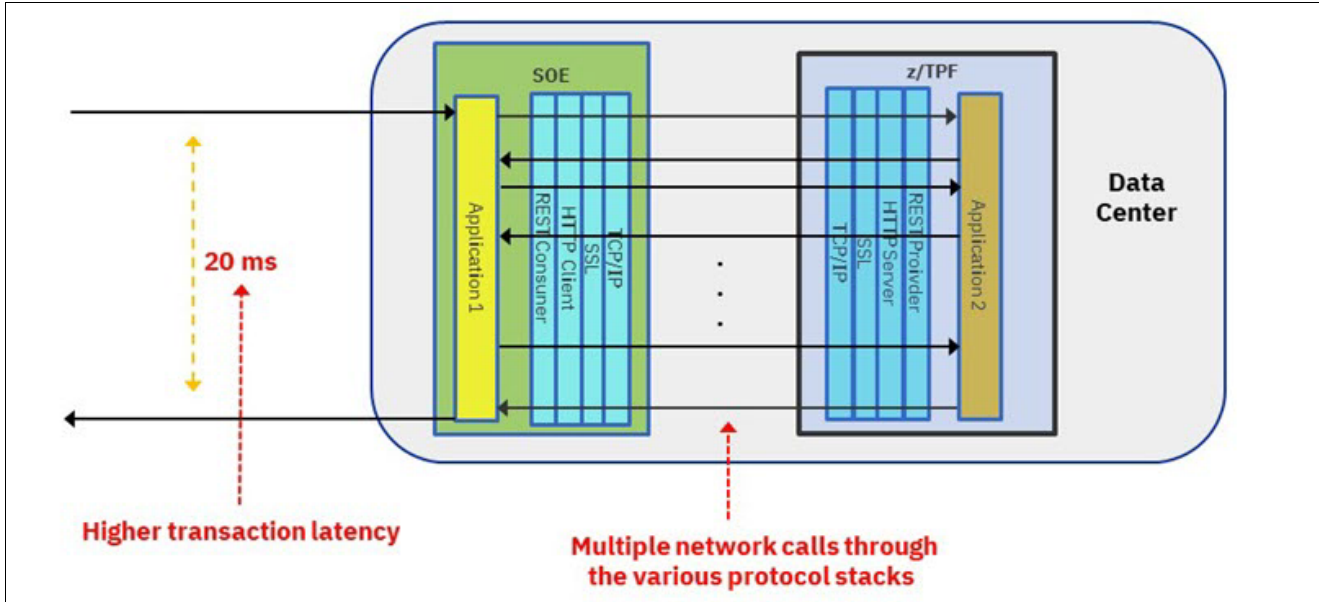 SOE
z/TPF
Application 1
REST Consuner
HTTP Client
SSL
TCP/IP
TCP/IP
SSL
HTTP Server
REST Proivder
Application 2
Data
Center
20 ms
Higher transaction latency
Multiple network calls through
the various protocol stacks